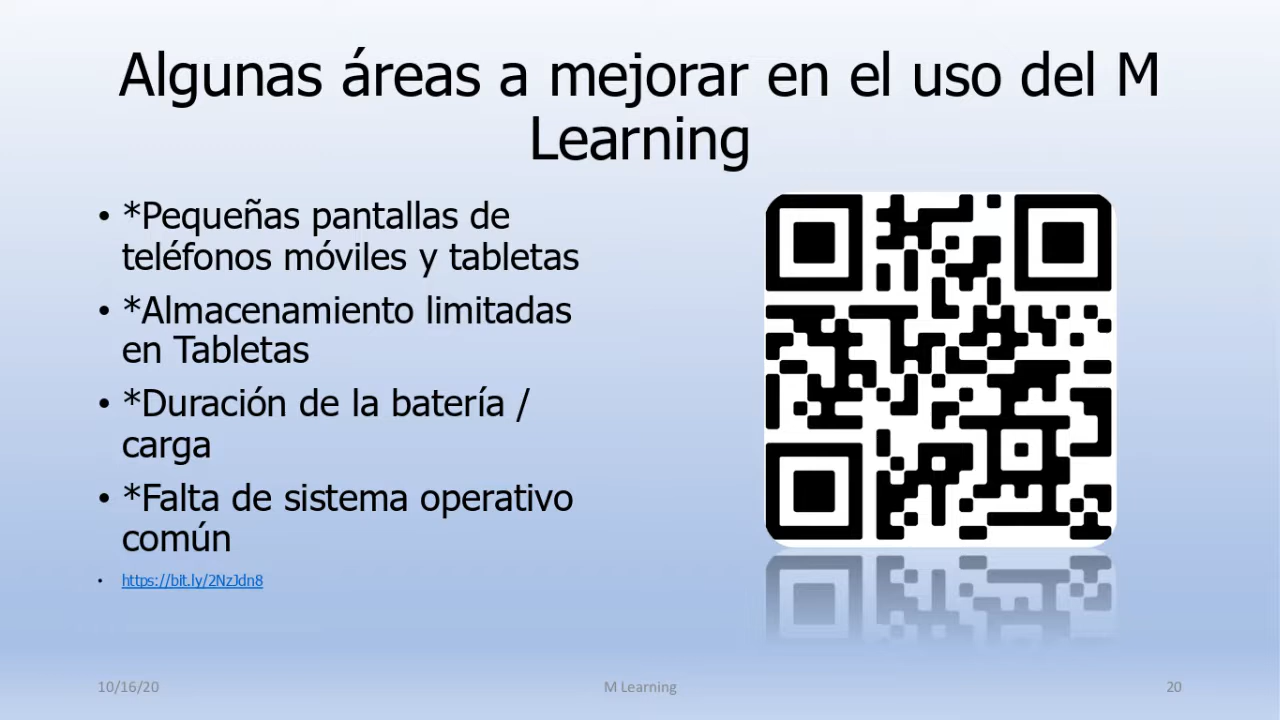 Algunas áreas a mejorar en el uso del M
Learning
• *Pequeñas pantallas de
teléfonos móviles y tabletas
• *Almacenamiento limitadas
en Tabletas
• *Duración de la batería /
carga
• *Falta de sistema operativo
común
• https://bit.ly/2NzJdn8
10/16/20
M Learning
20